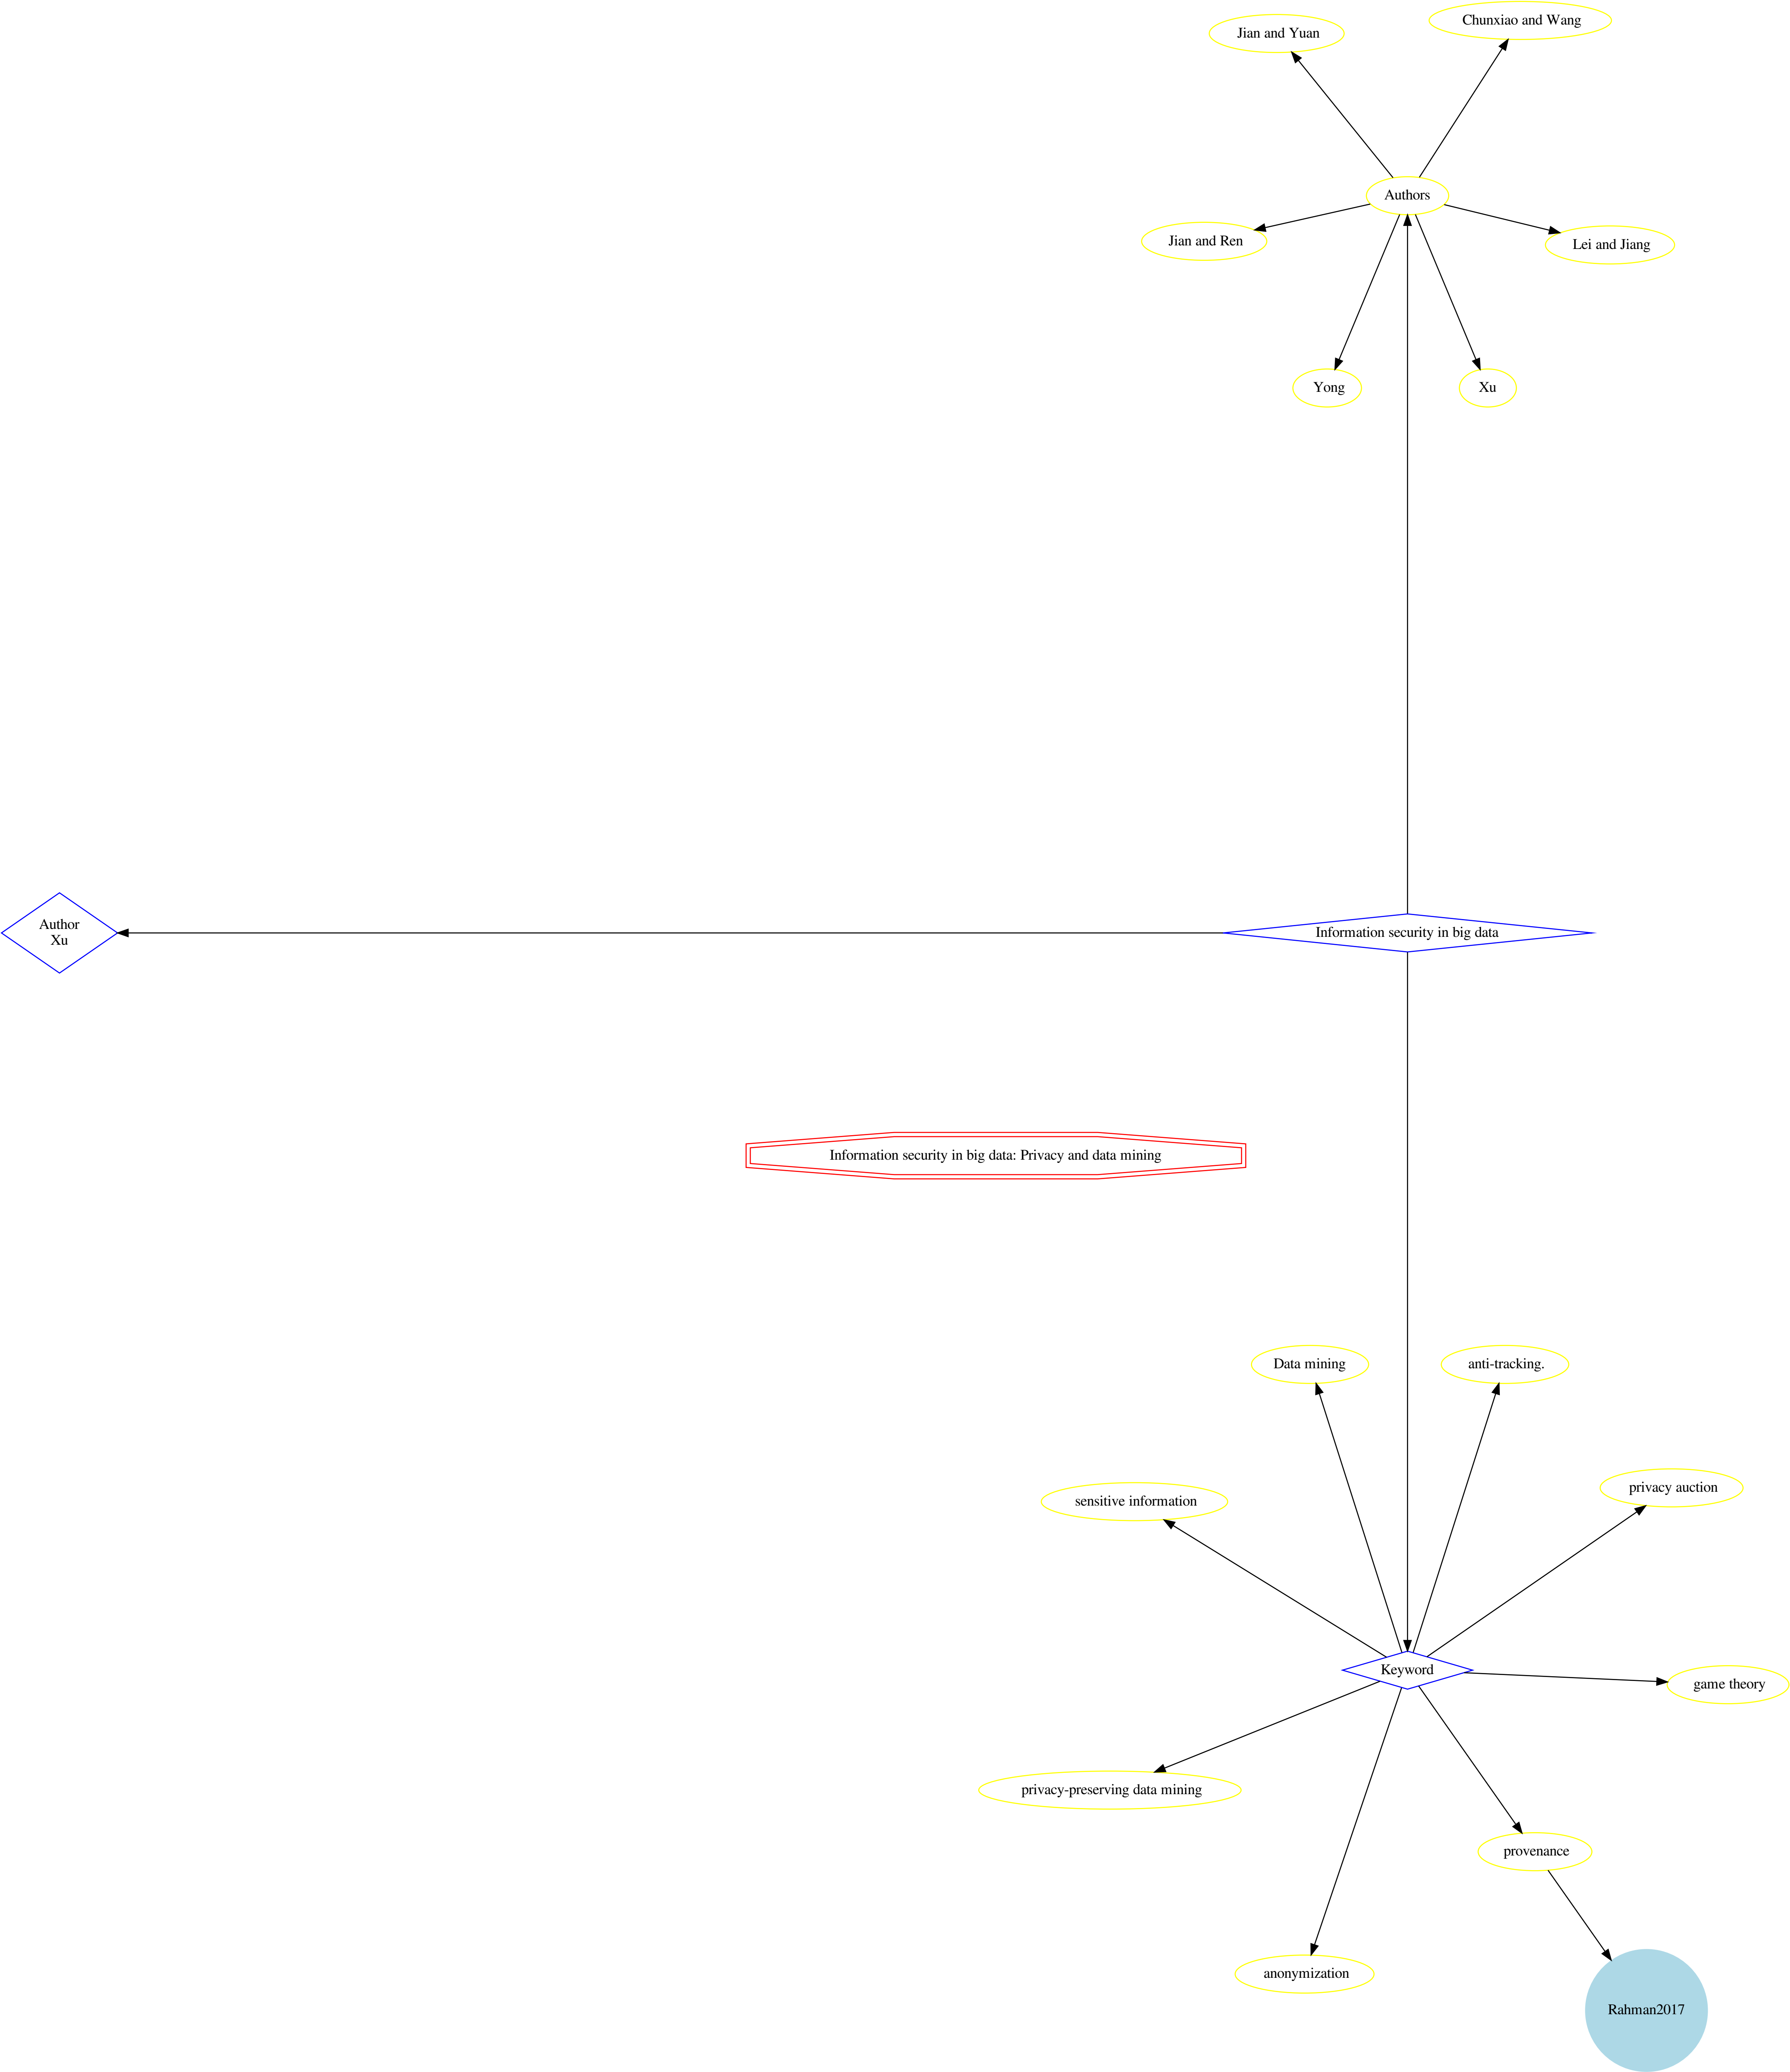 Chunxiao and Wang
Jian and Yuan
Authors
Jian and Ren
Lei and Jiang
Yong
Xu
Author
Xu
Information security in big data
Information security in big data: Privacy and data mining
Data mining
anti-tracking.
privacy auction
sensitive information
Keyword
game theory
privacy-preserving data mining
provenance
anonymization
Rahman2017